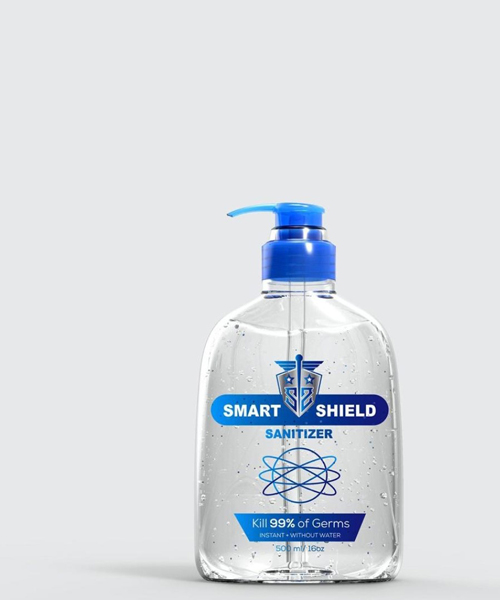 SMART SHIELD
SANITIZER
Kill 99% of Germs
INSTANT • WITHOUT WATER
500 ml/ 16oz